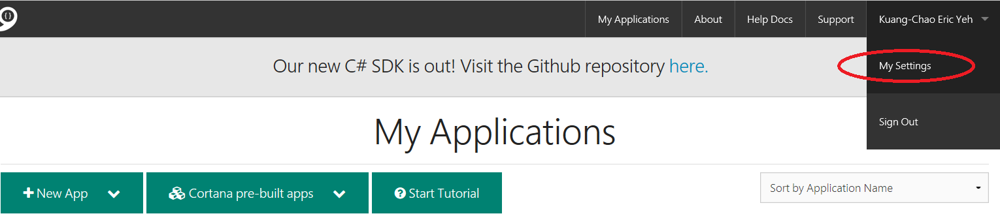 { }
My Applications
About
Help Docs
Support
Kuang-Chao Eric Yeh
Our new C# SDK is out! Visit the Github repository here.
My Settings
Sign Out
My Applications
New App
Cortana pre-built apps
Start Tutorial
Sort by Application Name